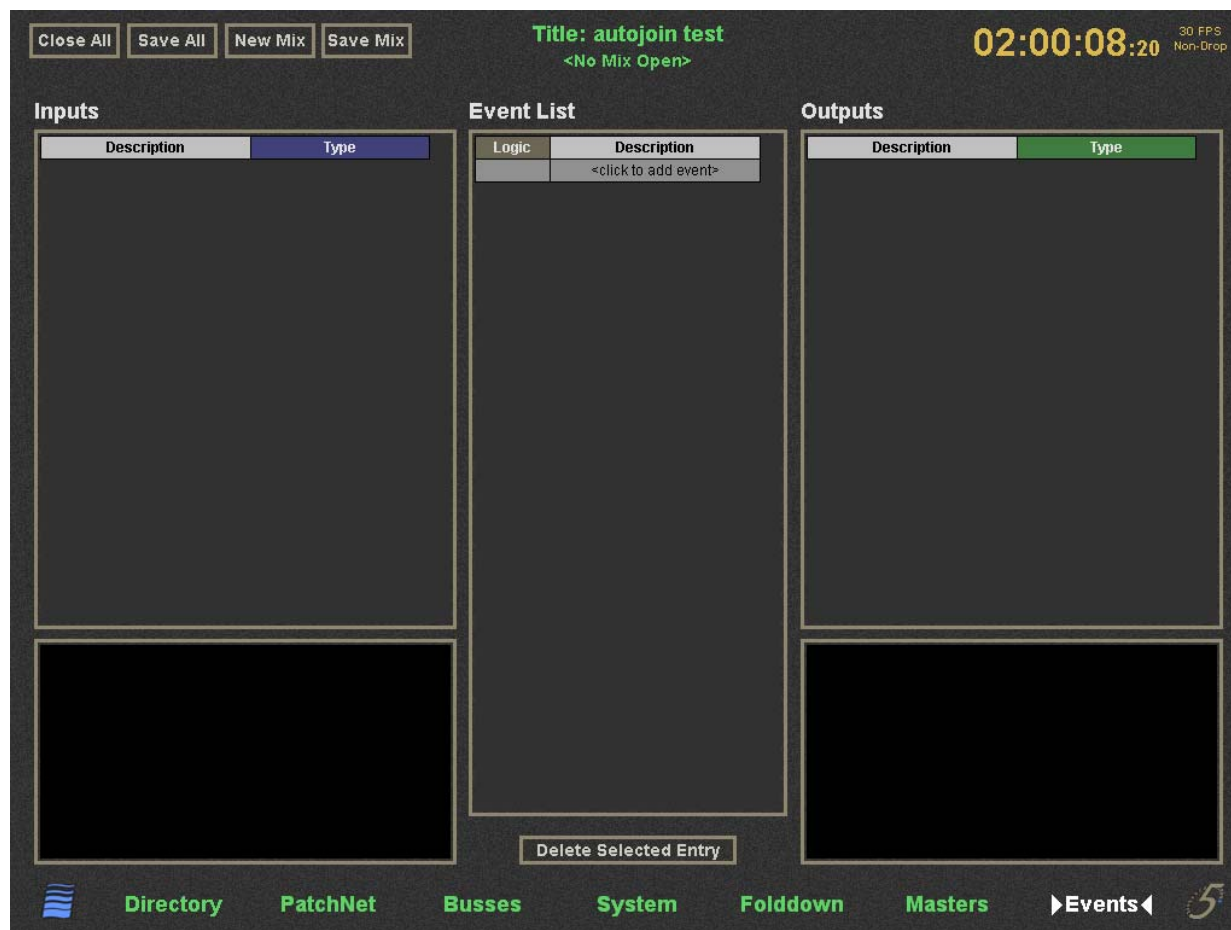 Close All Save All New Mix Save Mix
Title: autojoin test
<No Mix Open>
02:00:08:20
30 FPS
Non-Drop
Inputs
Description Type
Event List
Logic Description
<click to add event>
Outputs
Description Type
Delete Selected Entry
Directory PatchNet Busses System Folddown Masters Events 5